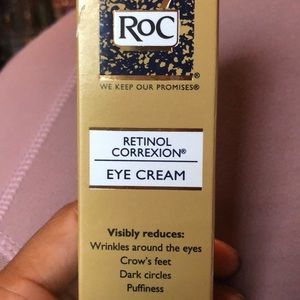 RoC
®
WE KEEP OUR PROMISES®
RETINOL
CORREXION®
EYE CREAM
Visibly reduces:
Wrinkles around the eyes
Crow's feet
Dark circles
Puffiness